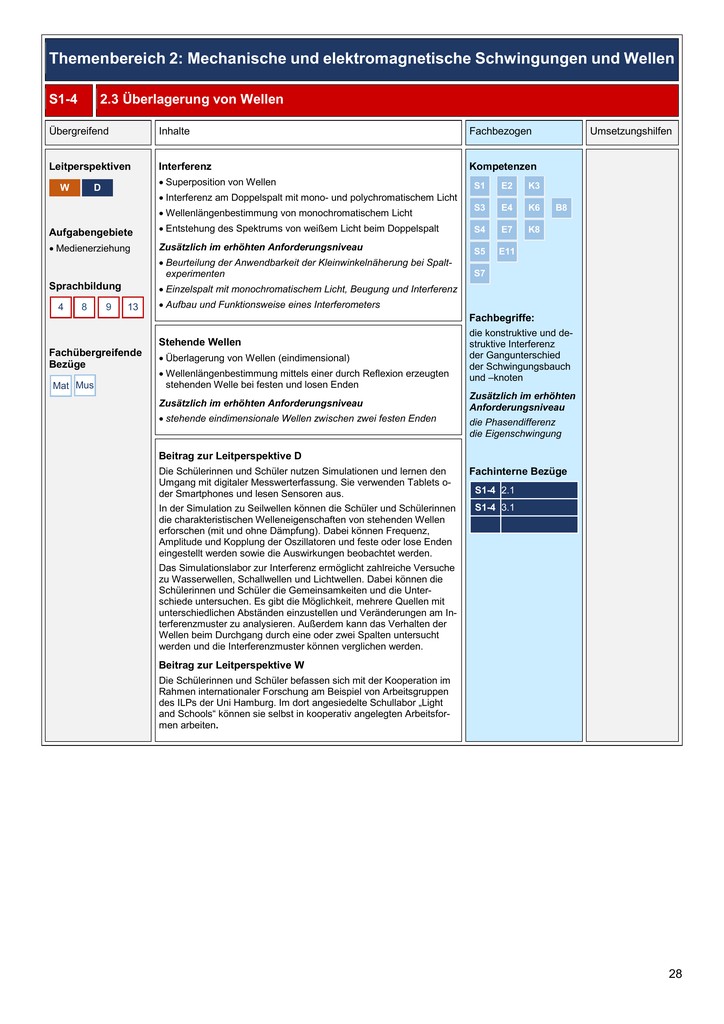 Themenbereich 2: Mechanische und elektromagnetische Schwingungen und Wellen
S1-4 2.3 Überlagerung von Wellen
Übergreifend
Inhalte
Fachbezogen
Umsetzungshilfen
Leitperspektiven
W D
Aufgabengebiete
• Medienerziehung
Sprachbildung
4 8 9 13
Fachübergreifende
Bezüge
Mat Mus
Interferenz
• Superposition von Wellen
• Interferenz am Doppelspalt mit mono- und polychromatischem Licht
• Wellenlängenbestimmung von monochromatischem Licht
• Entstehung des Spektrums von weißem Licht beim Doppelspalt
Zusätzlich im erhöhten Anforderungsniveau
• Beurteilung der Anwendbarkeit der Kleinwinkelnäherung bei Spalt-
experimenten
• Einzelspalt mit monochromatischem Licht, Beugung und Interferenz
• Aufbau und Funktionsweise eines Interferometers
Stehende Wellen
• Überlagerung von Wellen (eindimensional)
• Wellenlängenbestimmung mittels einer durch Reflexion erzeugten
stehenden Welle bei festen und losen Enden
Zusätzlich im erhöhten Anforderungsniveau
• stehende eindimensionale Wellen zwischen zwei festen Enden
Beitrag zur Leitperspektive D
Die Schülerinnen und Schüler nutzen Simulationen und lernen den
Umgang mit digitaler Messwerterfassung. Sie verwenden Tablets o-
der Smartphones und lesen Sensoren aus.
In der Simulation zu Seilwellen können die Schüler und Schülerinnen
die charakteristischen Welleneigenschaften von stehenden Wellen
erforschen (mit und ohne Dämpfung). Dabei können Frequenz,
Amplitude und Kopplung der Oszillatoren und feste oder lose Enden
eingestellt werden sowie die Auswirkungen beobachtet werden.
Das Simulationslabor zur Interferenz ermöglicht zahlreiche Versuche
zu Wasserwellen, Schallwellen und Lichtwellen. Dabei können die
Schülerinnen und Schüler die Gemeinsamkeiten und die Unter-
schiede untersuchen. Es gibt die Möglichkeit, mehrere Quellen mit
unterschiedlichen Abständen einzustellen und Veränderungen am In-
terferenzmuster zu analysieren. Außerdem kann das Verhalten der
Wellen beim Durchgang durch eine oder zwei Spalten untersucht
werden und die Interferenzmuster können verglichen werden.
Beitrag zur Leitperspektive W
Die Schülerinnen und Schüler befassen sich mit der Kooperation im
Rahmen internationaler Forschung am Beispiel von Arbeitsgruppen
des ILPs der Uni Hamburg. Im dort angesiedelte Schullabor „Light
and Schools“ können sie selbst in kooperativ angelegten Arbeitsfor-
men arbeiten.
Kompetenzen
S1 E2 K3
S3 E4 K6 B8
S4 E7 K8
S5 E11
S7
Fachbegriffe:
die konstruktive und de-
struktive Interferenz
der Gangunterschied
der Schwingungsbauch
und –knoten
Zusätzlich im erhöhten
Anforderungsniveau
die Phasendifferenz
die Eigenschwingung
Fachinterne Bezüge
S1-4 2.1
S1-4 3.1
28